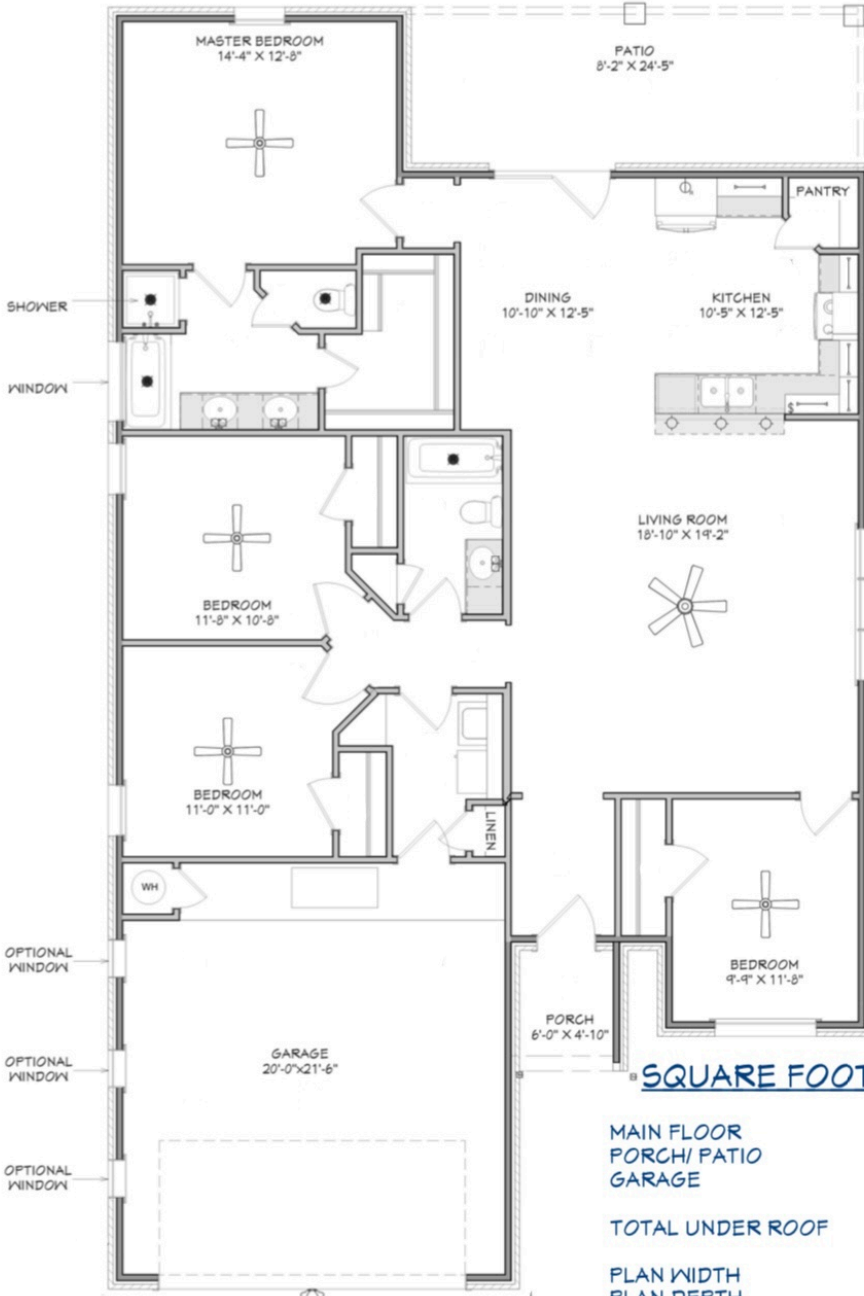 MASTER BEDROOM
14'-4" X 12'-8"
PATIO
8'-2" X 24'-5"
PANTRY
SHOWER
DINING
10'-10" X 12'-5"
KITCHEN
10'-5" X 12'-5"
WINDOW
S
LIVING ROOM
18'-10" X 19'-2"
BEDROOM
11'-8" X 10'-8"
BEDROOM
11'-0" X 11'-0"
LINEN
WH
OPTIONAL
WINDOW
BEDROOM
9'-9" X 11'-8"
PORCH
6'-0" X 4'-10"
GARAGE
20'-0"x21'-6"
OPTIONAL
WINDOW
SQUARE FOOT
MAIN FLOOR
PORCH/ PATIO
GARAGE
OPTIONAL
WINDOW
TOTAL UNDER ROOF
PLAN WIDTH
PLAN DEPTH